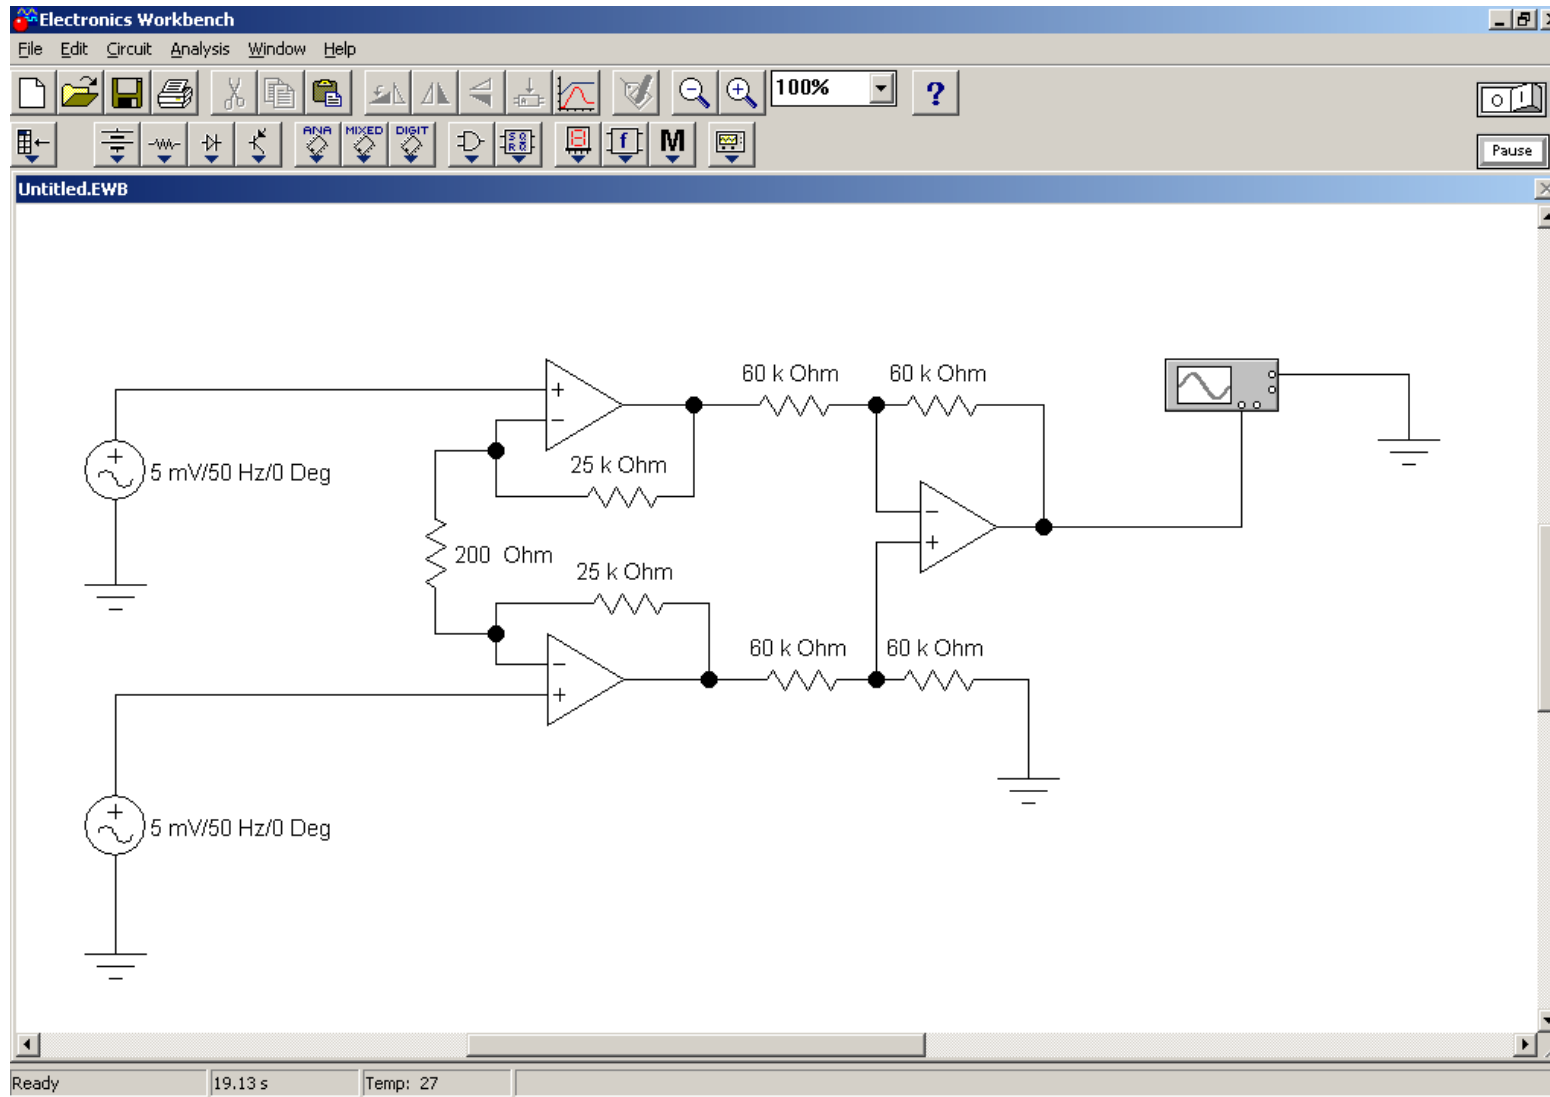 Electronics Workbench
File Edit Circuit Analysis Window Help
100% ?
ANA MIXED DIGIT M
Pause
Untitled.EWB
60 k Ohm 60 k Ohm
5 mV/50 Hz/0 Deg
25 k Ohm
200 Ohm
25 k Ohm
60 k Ohm 60 k Ohm
5 mV/50 Hz/0 Deg
Ready 19.13 s Temp: 27